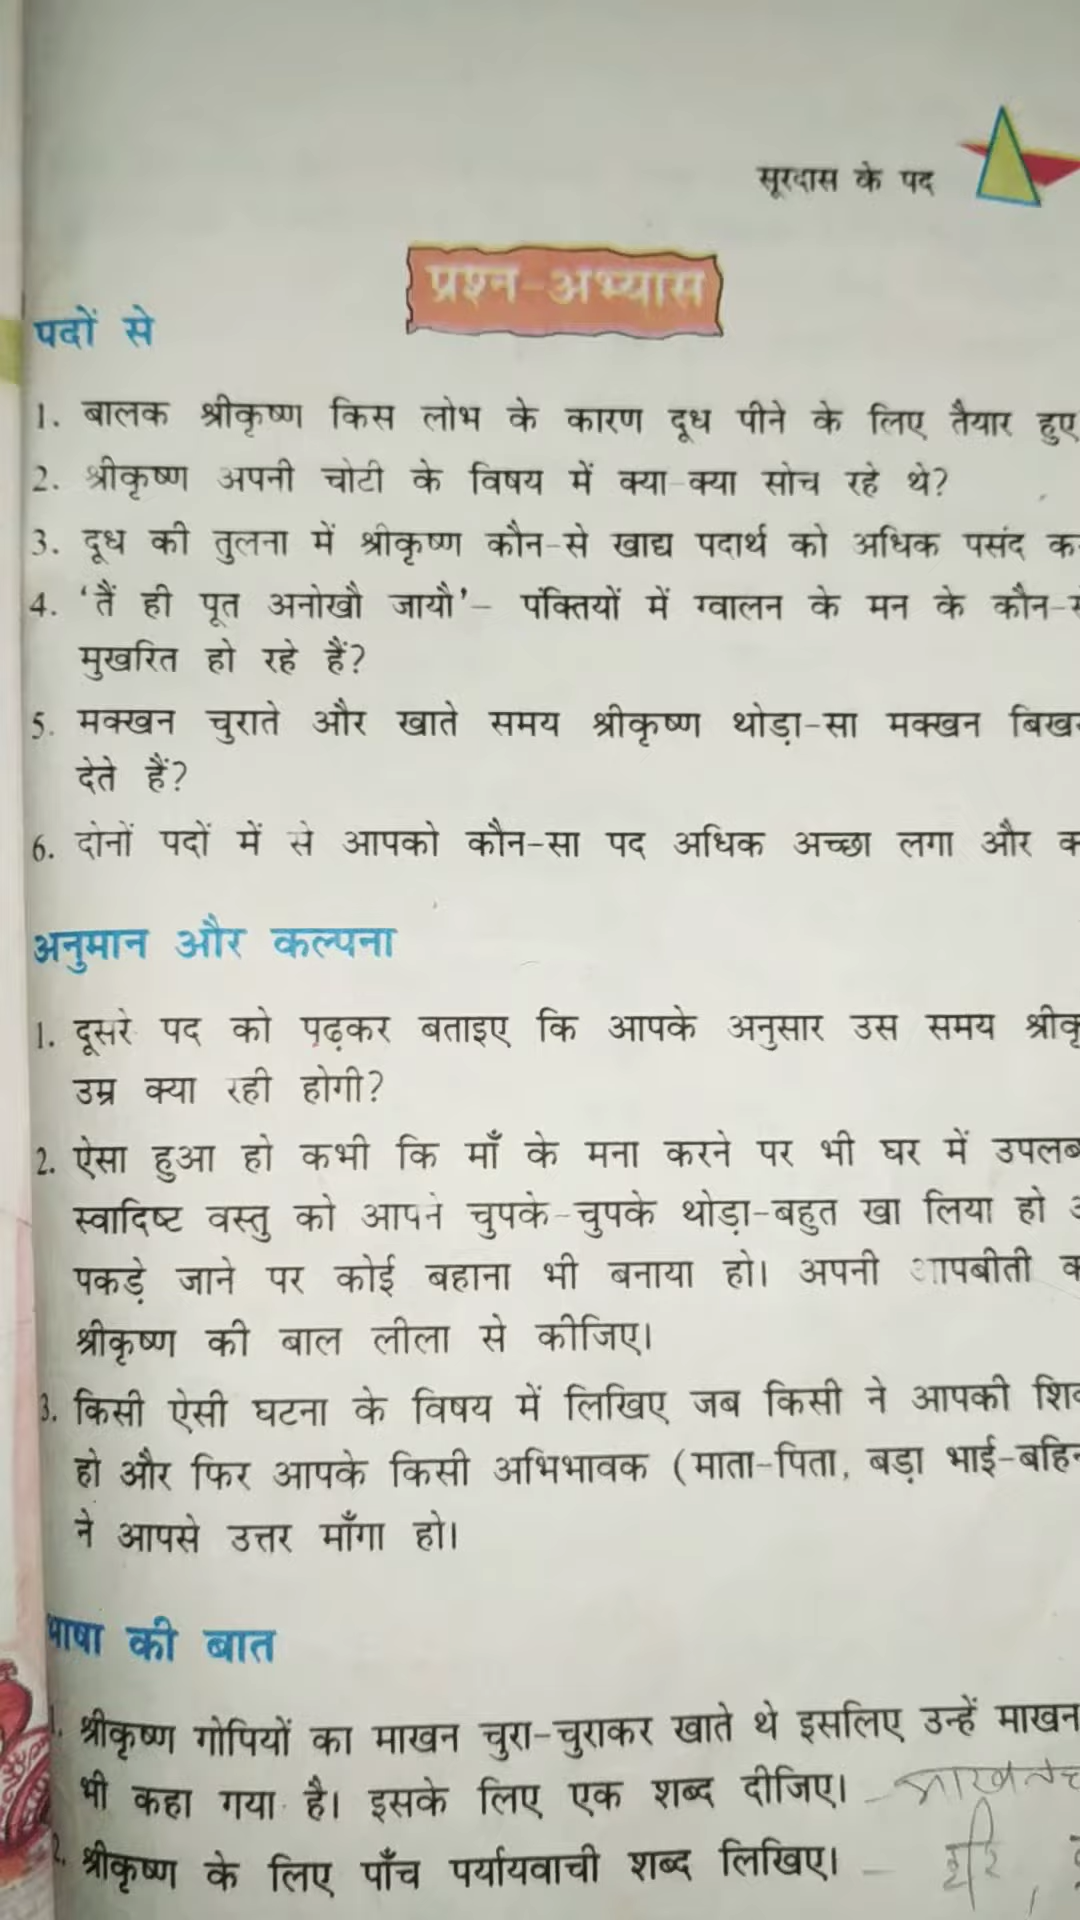 सूरदास के पद
प्रश्न-अभ्यास
पदों से
1. बालक श्रीकृष्ण किस लोभ के कारण दूध पीने के लिए तैयार हुए
2. श्रीकृष्ण अपनी चोटी के विषय में क्या-क्या सोच रहे थे?
3. दूध की तुलना में श्रीकृष्ण कौन-से खाद्य पदार्थ को अधिक पसंद
4. 'तैं ही पूत अनोखौ जायौ'- पंक्तियों में ग्वालन के मन के कौन-
मुखरित हो रहे हैं?
5. मक्खन चुराते और खाते समय श्रीकृष्ण थोड़ा-सा मक्खन
देते हैं?
6. दोनों पदों में से आपको कौन-सा पद अधिक अच्छा लगा और
अनुमान और कल्पना
1. दूसरे पद को पढ़कर बताइए कि आपके अनुसार उस समय
उम्र क्या रही होगी?
2. ऐसा हुआ हो कभी कि माँ के मना करने पर भी घर में
स्वादिष्ट वस्तु को आपने चुपके-चुपके थोड़ा-बहुत खा लिया हो
पकड़े जाने पर कोई बहाना भी बनाया हो। अपनी आपबीती
श्रीकृष्ण की बाल लीला से कीजिए।
3. किसी ऐसी घटना के विषय में लिखिए जब किसी ने आपकी
हो और फिर आपके किसी अभिभावक (माता-पिता, बड़ा भाई-
ने आपसे उत्तर माँगा हो।
भाषा की बात
1. श्रीकृष्ण गोपियों का माखन चुरा-चुराकर खाते थे इसलिए उन्हें माखन
भी कहा गया है। इसके लिए एक शब्द दीजिए।
2. श्रीकृष्ण के लिए पाँच पर्यायवाची शब्द लिखिए।